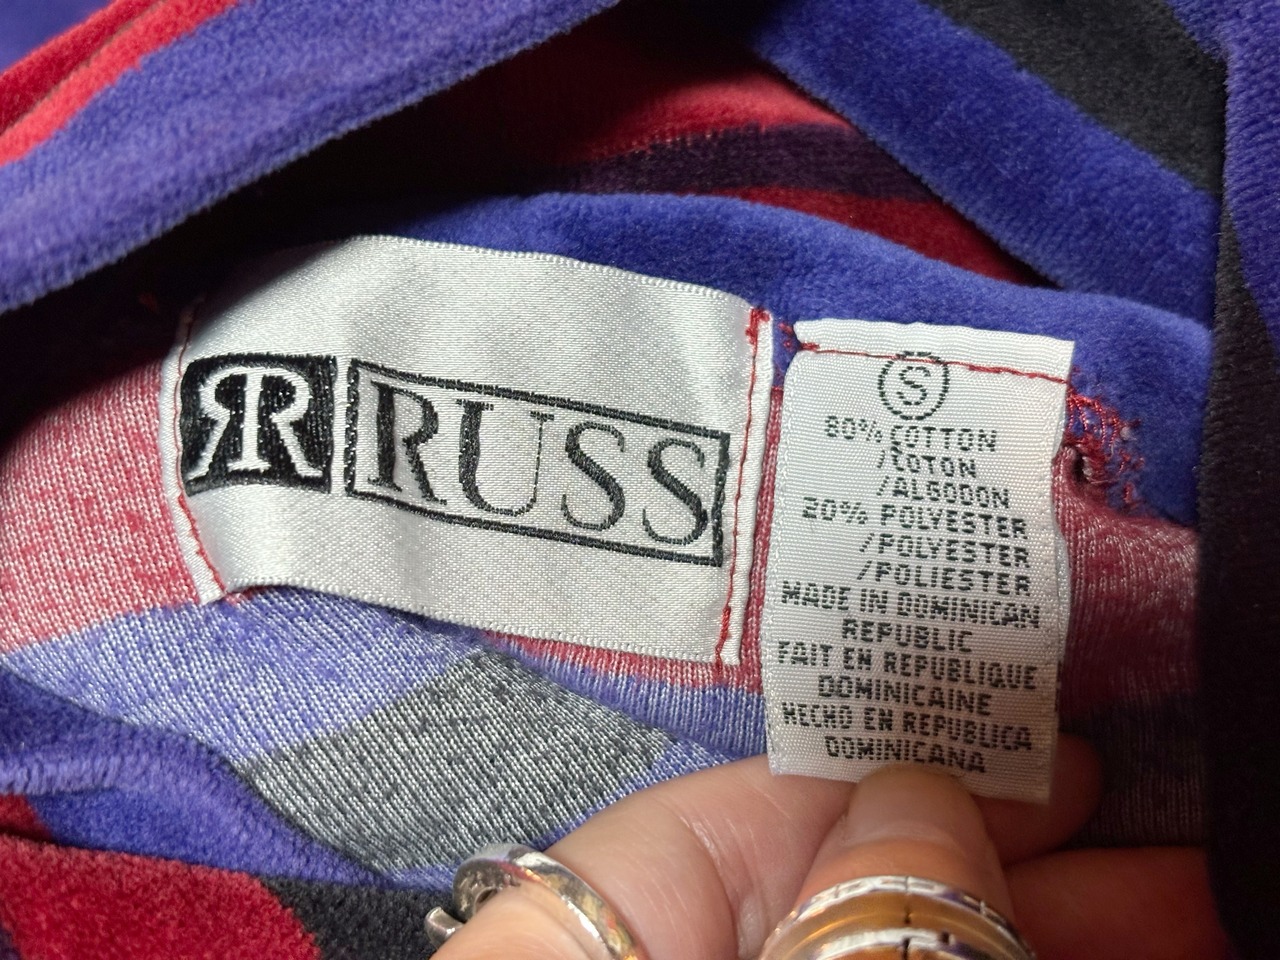 RR RUSS
S
80% COTTON
/COTON
/ALGODON
20% POLYESTER
/POLYESTER
/POLIESTER
MADE IN DOMINICAN
REPUBLIC
FAIT EN REPUBLIQUE
DOMINICAINE
HECHO EN REPUBLICA
DOMINICANA